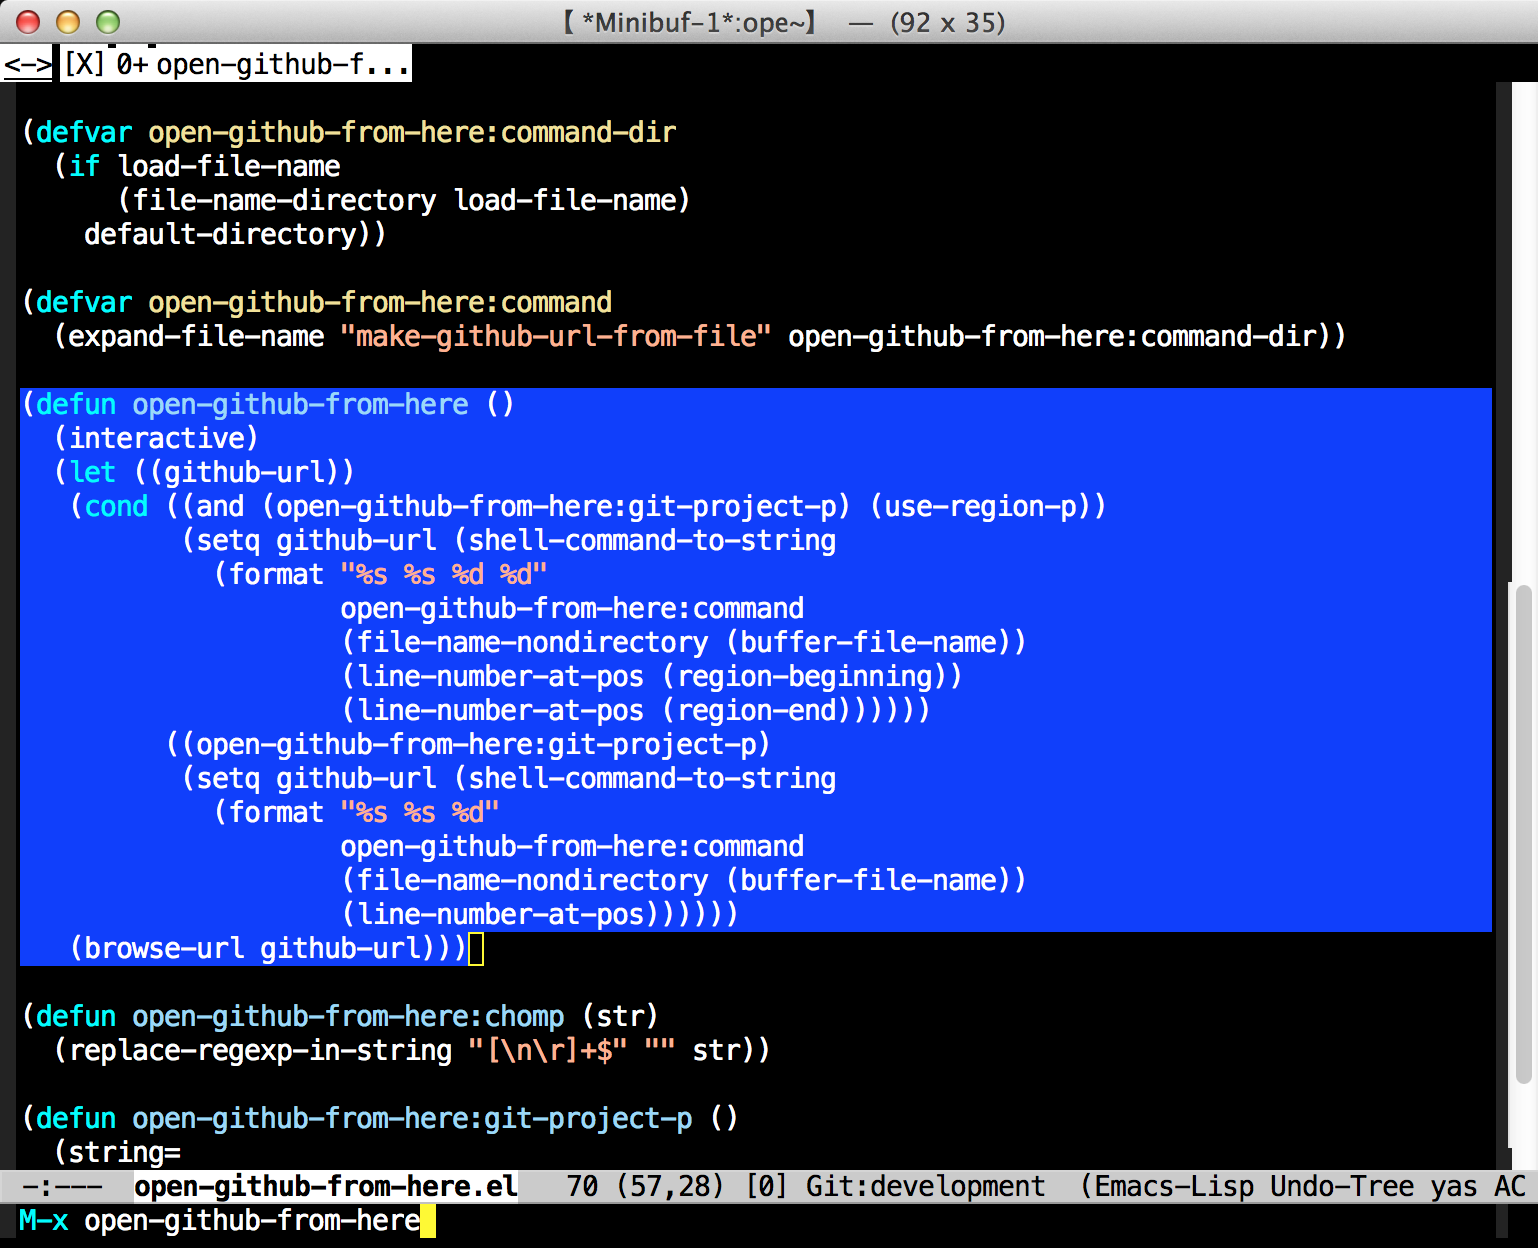 【 *Minibuf-1*:ope~】 — (92 x 35)
<-> [X] 0+ open-github-f...
(defvar open-github-from-here:command-dir
  (if load-file-name
      (file-name-directory load-file-name)
    default-directory))
(defvar open-github-from-here:command
  (expand-file-name "make-github-url-from-file" open-github-from-here:command-dir))
(defun open-github-from-here ()
  (interactive)
  (let ((github-url))
   (cond ((and (open-github-from-here:git-project-p) (use-region-p))
          (setq github-url (shell-command-to-string
            (format "%s %s %d %d"
                    open-github-from-here:command
                    (file-name-nondirectory (buffer-file-name))
                    (line-number-at-pos (region-beginning))
                    (line-number-at-pos (region-end))))))
         ((open-github-from-here:git-project-p)
          (setq github-url (shell-command-to-string
            (format "%s %s %d"
                    open-github-from-here:command
                    (file-name-nondirectory (buffer-file-name))
                    (line-number-at-pos))))))
   (browse-url github-url)))
(defun open-github-from-here:chomp (str)
  (replace-regexp-in-string "[\n\r]+$" "" str))
(defun open-github-from-here:git-project-p ()
  (string=
-:--- open-github-from-here.el 70 (57,28) [0] Git:development (Emacs-Lisp Undo-Tree yas AC
M-x open-github-from-here